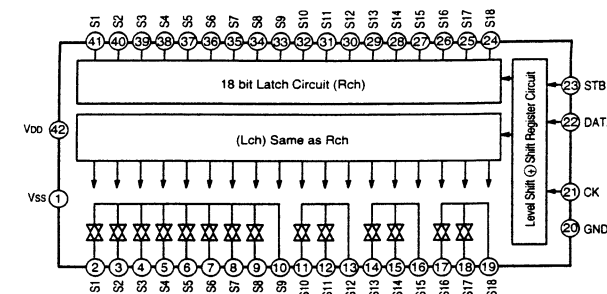 S1 S2 S3 S4 S5 S6 S7 S8 S9 S10 S11 S12 S13 S14 S15 S16 S17 S18
41 40 39 38 37 36 35 34 33 32 31 30 29 28 27 26 25 24
18 bit Latch Circuit (Rch)
23 STB
22 DAT
VDD 42
(Lch) Same as Rch
Level Shift + Shift Register Circuit
VSS 1
21 CK
20 GND
2 3 4 5 6 7 8 9 10 11 12 13 14 15 16 17 18 19
S1 S2 S3 S4 S5 S6 S7 S8 S9 S10 S11 S12 S13 S14 S15 S16 S17 S18